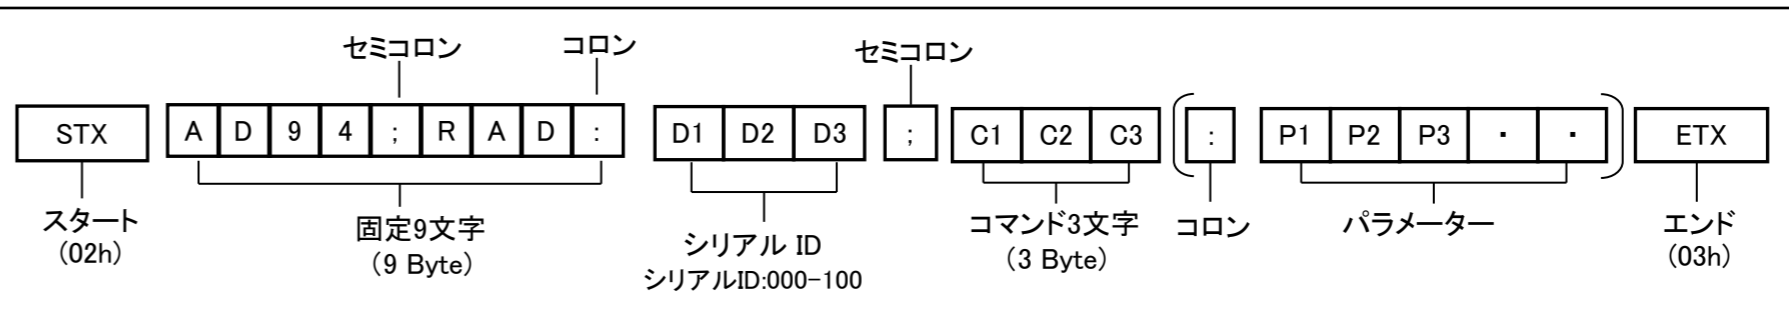 セミコロン コロン セミコロン
STX A D 9 4 ; R A D : D1 D2 D3 ; C1 C2 C3 ( : P1 P2 P3 ・ ・ ) ETX
スタート
(02h)
固定9文字
(9 Byte)
シリアル ID
シリアルID:000-100
コマンド3文字
(3 Byte)
コロン
パラメーター
エンド
(03h)